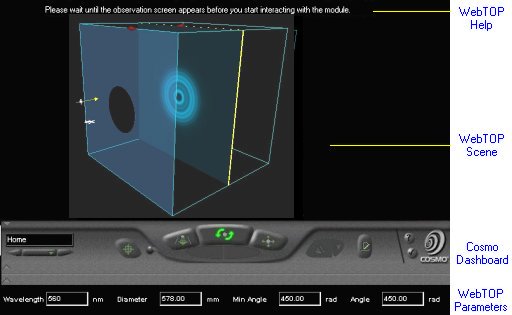 Please wait until the observation screen appears before you start interacting with the module.
WebTOP
Help
WebTOP
Scene
Home
COSMO
Cosmo
Dashboard
WebTOP
Parameters
Wavelength 560 nm Diameter 578.00 mm Min Angle 450.00 rad Angle 450.00 rad